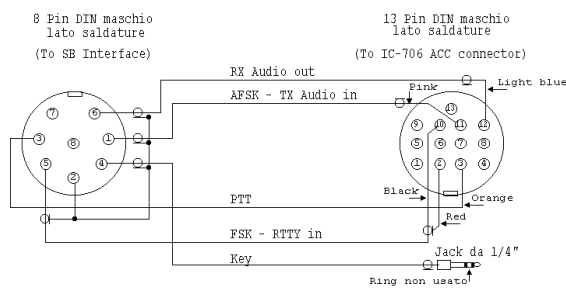 8 Pin DIN maschio
lato saldature
(To SB Interface)
13 Pin DIN maschio
lato saldature
(To IC-706 ACC connector)
RX Audio out
Light blue
Pink
AFSK - TX Audio in
7 6
3 1
8
5 4
2
13
9 10 11 12
5 6 7 8
1 2 3 4
Black
Orange
PTT
Red
FSK - RTTY in
Key
Jack da 1/4"
Ring non usato